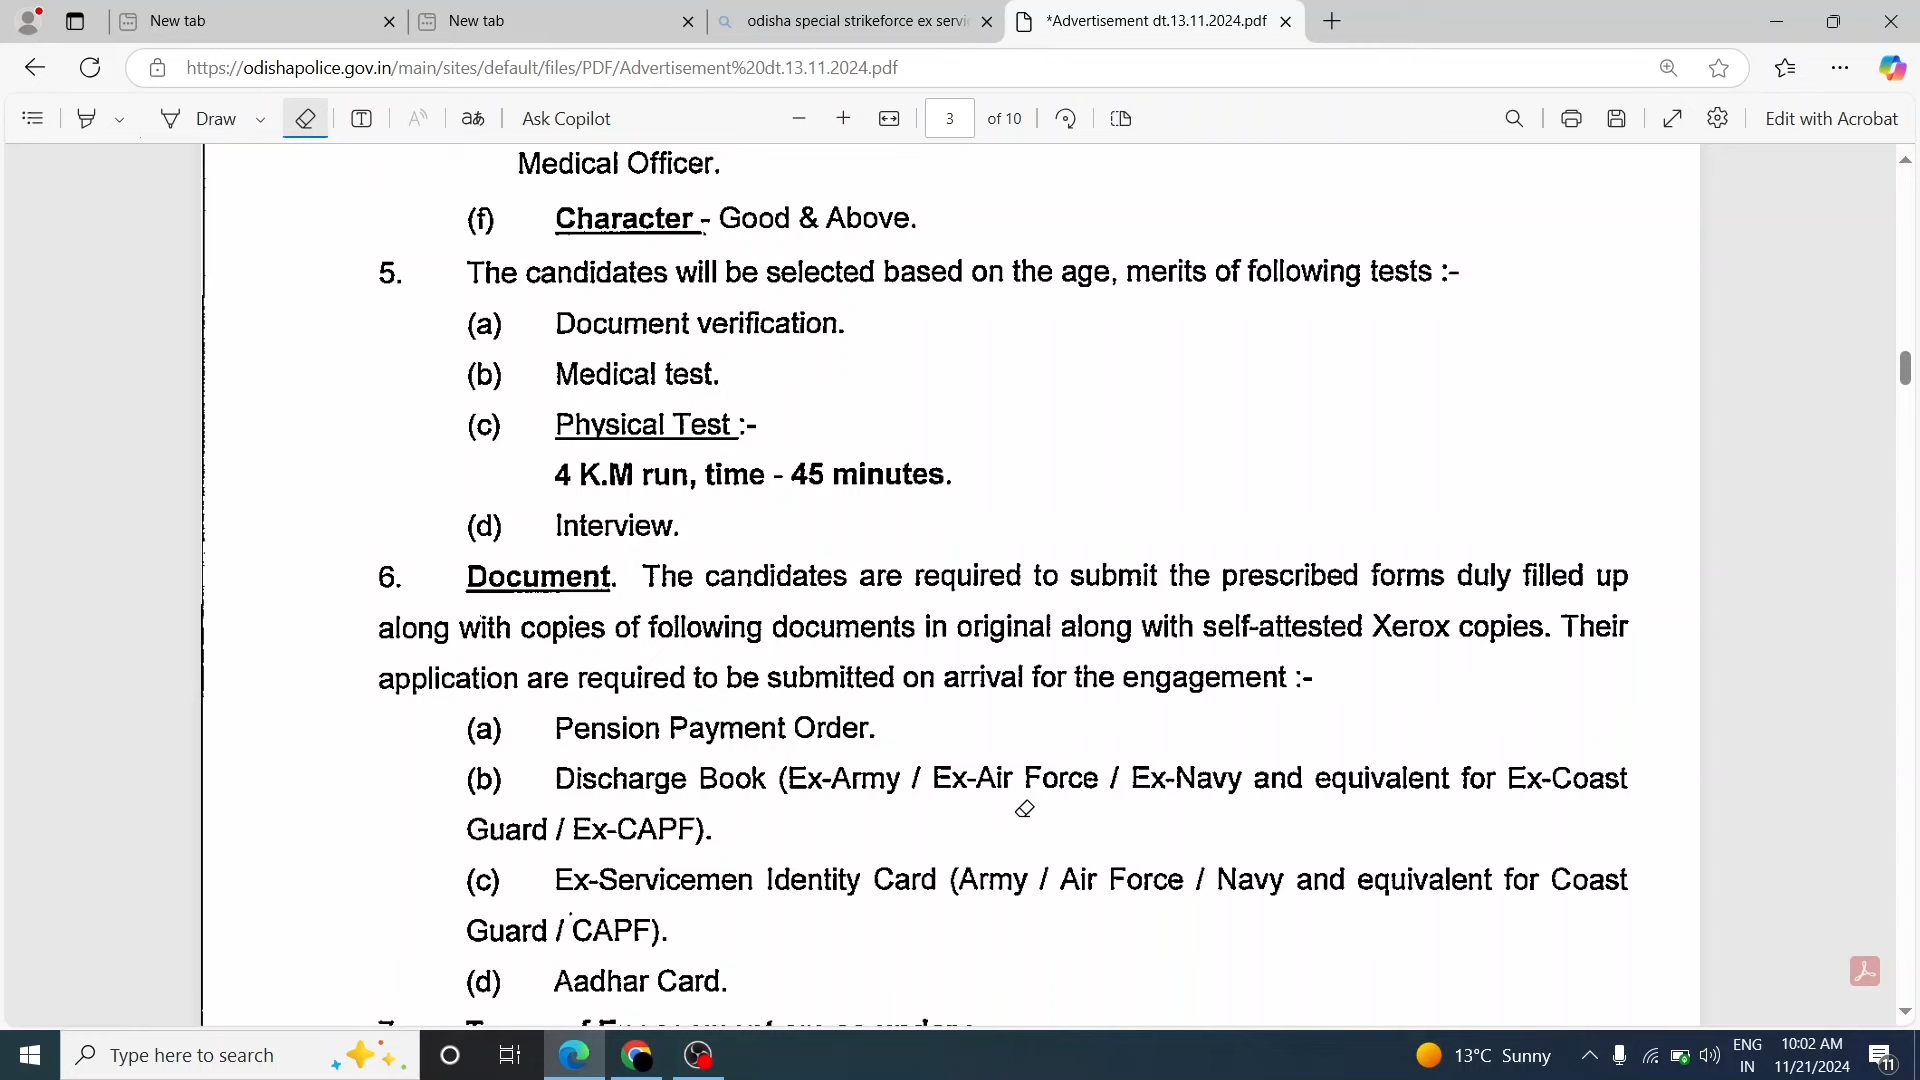 New tab
New tab
odisha special strikeforce ex servi
*Advertisement dt.13.11.2024.pdf
https://odishapolice.gov.in/main/sites/default/files/PDF/Advertisement%20dt.13.11.2024.pdf
Draw
aあ
Ask Copilot
3 of 10
Edit with Acrobat
Medical Officer.
(f) Character - Good & Above.
5. The candidates will be selected based on the age, merits of following tests :-
(a) Document verification.
(b) Medical test.
(c) Physical Test :-
4 K.M run, time - 45 minutes.
(d) Interview.
6. Document. The candidates are required to submit the prescribed forms duly filled up
along with copies of following documents in original along with self-attested Xerox copies. Their
application are required to be submitted on arrival for the engagement :-
(a) Pension Payment Order.
(b) Discharge Book (Ex-Army / Ex-Air Force / Ex-Navy and equivalent for Ex-Coast
Guard / Ex-CAPF).
(c) Ex-Servicemen Identity Card (Army / Air Force / Navy and equivalent for Coast
Guard / CAPF).
(d) Aadhar Card.
Type here to search
13°C Sunny
ENG
IN
10:02 AM
11/21/2024
11